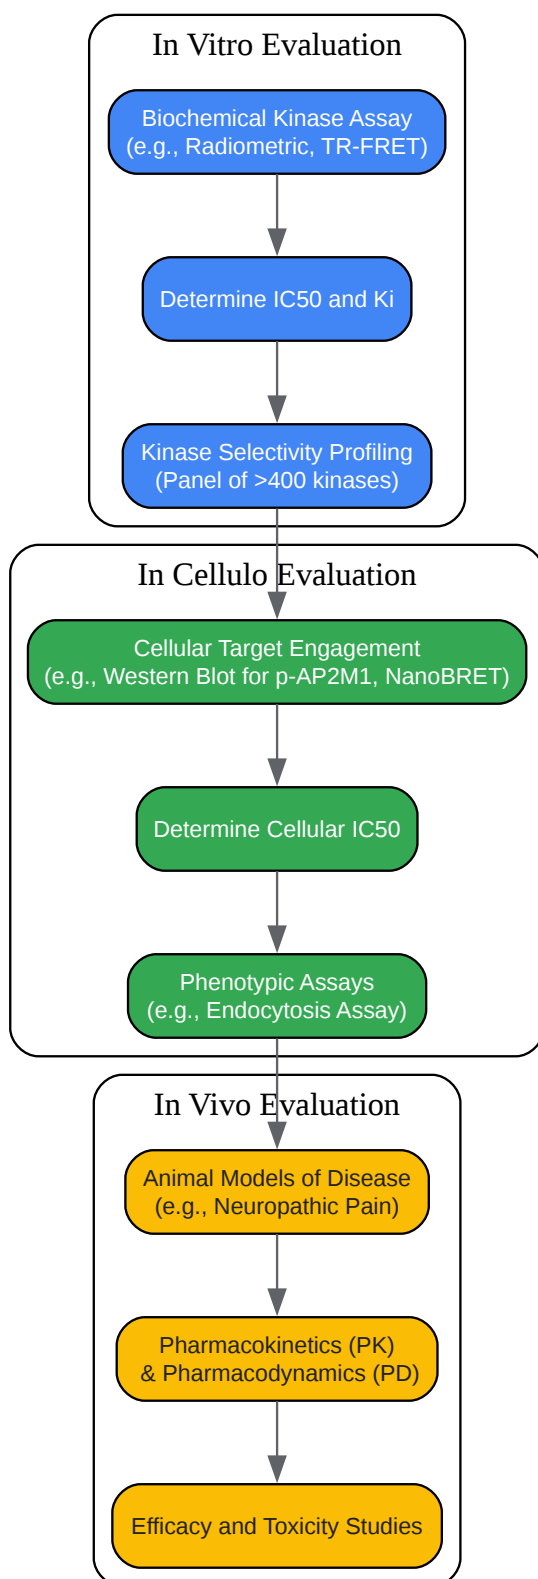 In Vitro Evaluation
Biochemical Kinase Assay
(e.g., Radiometric, TR-FRET)
Determine IC50 and Ki
Kinase Selectivity Profiling
(Panel of >400 kinases)
In Cellulo Evaluation
Cellular Target Engagement
(e.g., Western Blot for p-AP2M1, NanoBRET)
Determine Cellular IC50
Phenotypic Assays
(e.g., Endocytosis Assay)
In Vivo Evaluation
Animal Models of Disease
(e.g., Neuropathic Pain)
Pharmacokinetics (PK)
& Pharmacodynamics (PD)
Efficacy and Toxicity Studies